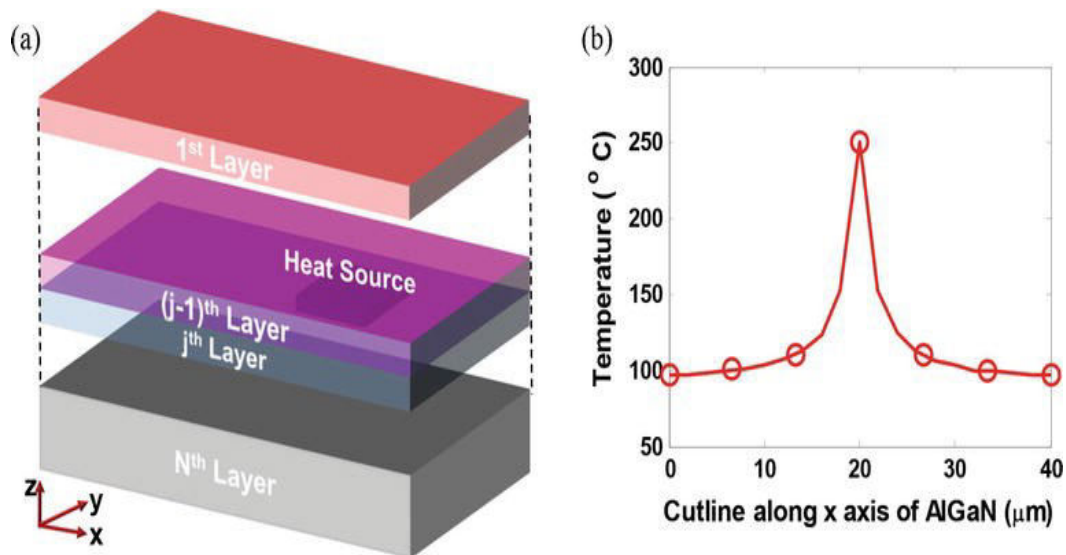 (a)
1st Layer
Heat Source
(j-1)th Layer
jth Layer
Nth Layer
z
y
x
(b)
300
250
200
150
100
50
Temperature ( ° C)
0 10 20 30 40
Cutline along x axis of AlGaN (μm)